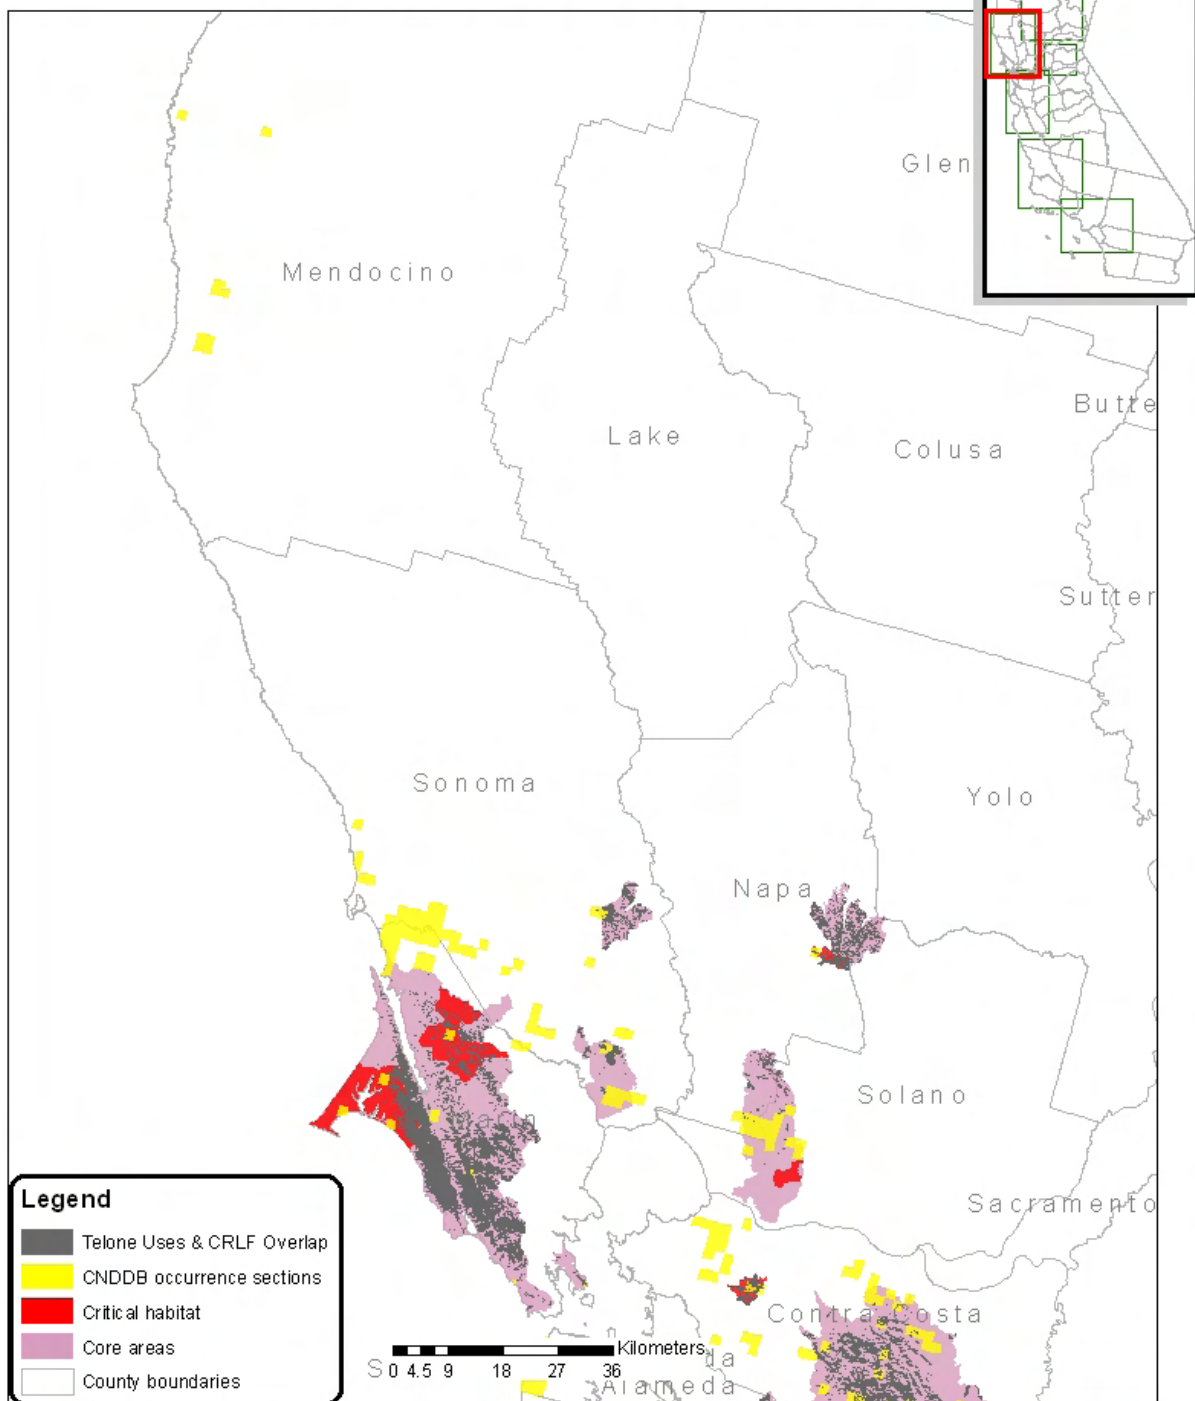 Glen
Mendocino
Butte
Lake
Colusa
Sutter
Sonoma
Yolo
Napa
Solano
Sacramento
Contra Costa
Alameda
Legend
Telone Uses & CRLF Overlap
CNDDB occurrence sections
Critical habitat
Core areas
County boundaries
Kilometers
0 4.5 9 18 27 36